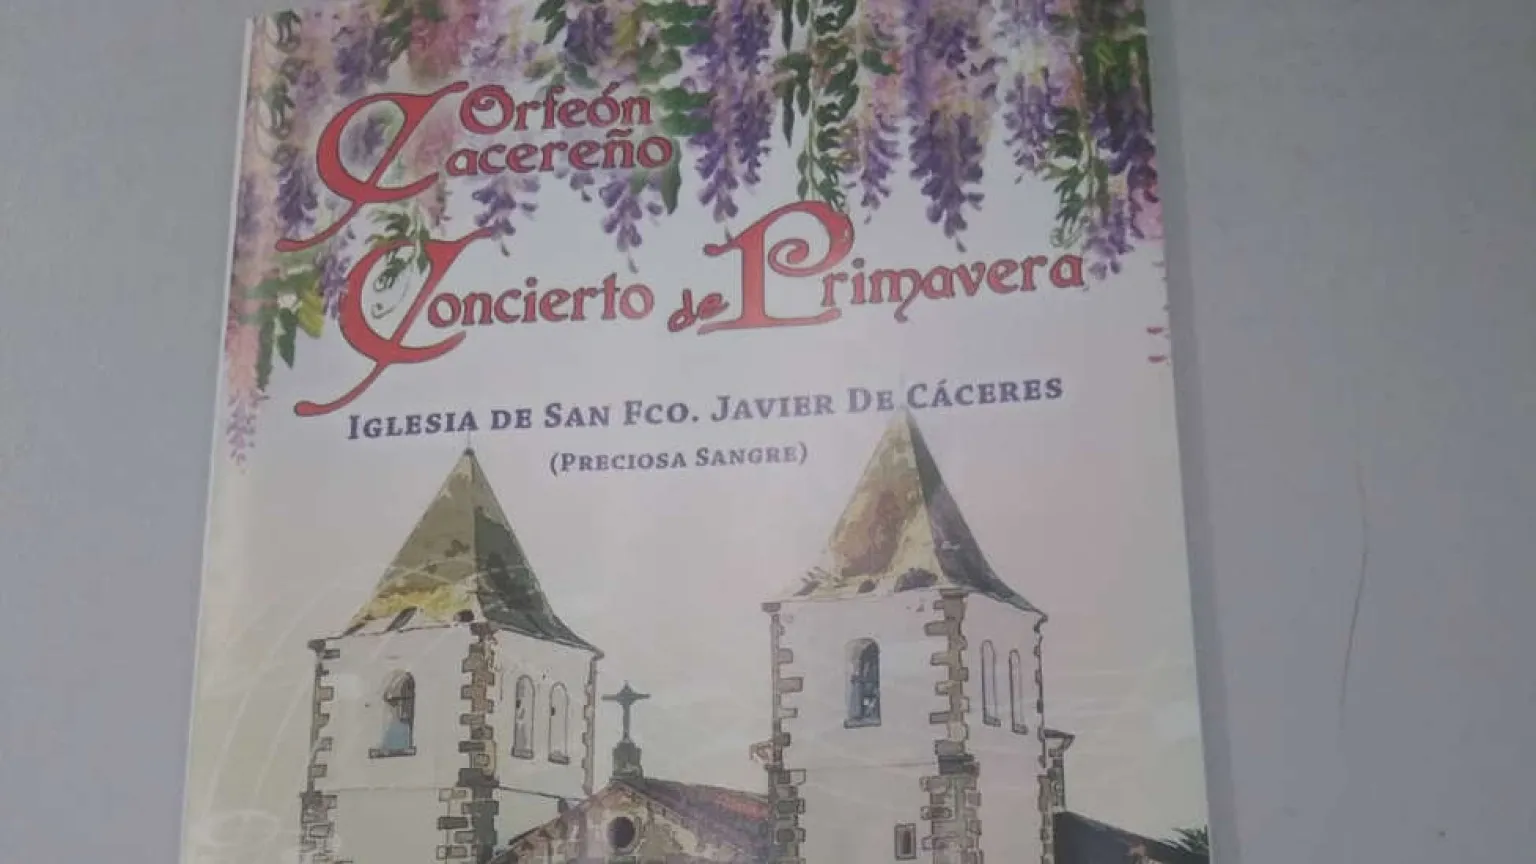 Orfeón
Cacereño
Concierto de Primavera
IGLESIA DE SAN FCO. JAVIER DE CÁCERES
(PRECIOSA SANGRE)